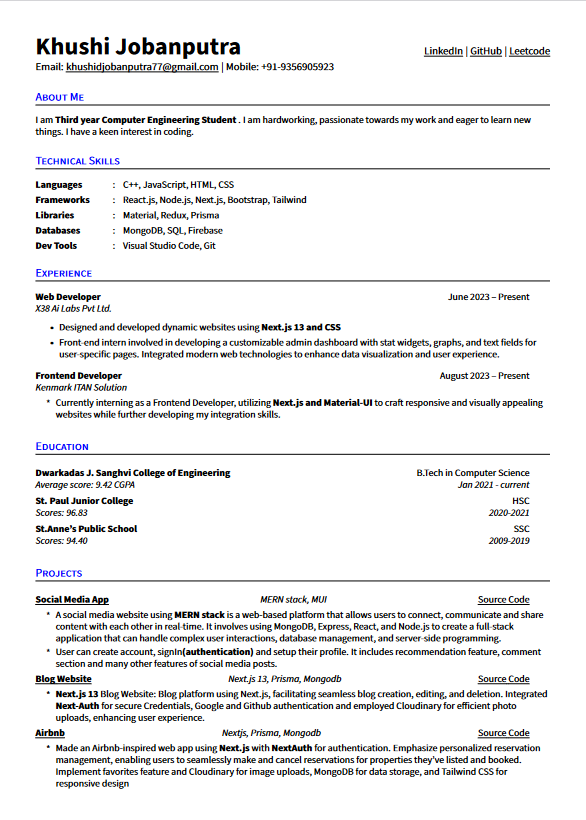 Khushi Jobanputra
LinkedIn | GitHub | Leetcode
Email: khushidjobanputra77@gmail.com | Mobile: +91-9356905923
About Me
I am Third year Computer Engineering Student . I am hardworking, passionate towards my work and eager to learn new
things. I have a keen interest in coding.
Technical Skills
Languages : C++, JavaScript, HTML, CSS
Frameworks : React.js, Node.js, Next.js, Bootstrap, Tailwind
Libraries : Material, Redux, Prisma
Databases : MongoDB, SQL, Firebase
Dev Tools : Visual Studio Code, Git
Experience
Web Developer June 2023 – Present
X38 Ai Labs Pvt Ltd.
• Designed and developed dynamic websites using Next.js 13 and CSS
• Front-end intern involved in developing a customizable admin dashboard with stat widgets, graphs, and text fields for
user-specific pages. Integrated modern web technologies to enhance data visualization and user experience.
Frontend Developer August 2023 – Present
Kenmark ITAN Solution
* Currently interning as a Frontend Developer, utilizing Next.js and Material-UI to craft responsive and visually appealing
websites while further developing my integration skills.
Education
Dwarkadas J. Sanghvi College of Engineering B.Tech in Computer Science
Average score: 9.42 CGPA Jan 2021 - current
St. Paul Junior College HSC
Scores: 96.83 2020-2021
St.Anne's Public School SSC
Scores: 94.40 2009-2019
Projects
Social Media App MERN stack, MUI Source Code
* A social media website using MERN stack is a web-based platform that allows users to connect, communicate and share
content with each other in real-time. It involves using MongoDB, Express, React, and Node.js to create a full-stack
application that can handle complex user interactions, database management, and server-side programming.
* User can create account, signIn(authentication) and setup their profile. It includes recommendation feature, comment
section and many other features of social media posts.
Blog Website Next.js 13, Prisma, Mongodb Source Code
* Next.js 13 Blog Website: Blog platform using Next.js, facilitating seamless blog creation, editing, and deletion. Integrated
Next-Auth for secure Credentials, Google and Github authentication and employed Cloudinary for efficient photo
uploads, enhancing user experience.
Airbnb Nextjs, Prisma, Mongodb Source Code
* Made an Airbnb-inspired web app using Next.js with NextAuth for authentication. Emphasize personalized reservation
management, enabling users to seamlessly make and cancel reservations for properties they've listed and booked.
Implement favorites feature and Cloudinary for image uploads, MongoDB for data storage, and Tailwind CSS for
responsive design